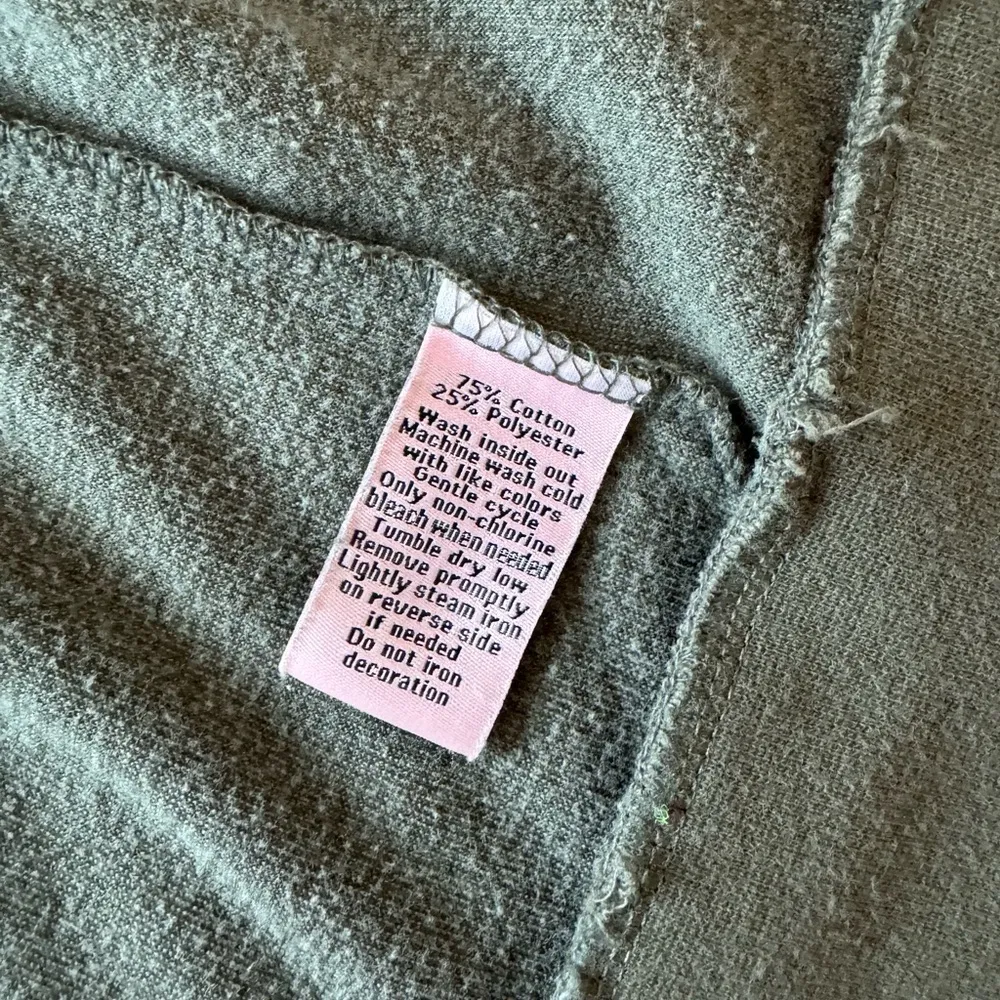 75% Cotton
25% Polyester
Wash inside out
Machine wash cold
with like colors
Gentle cycle
Only non-chlorine
bleach when needed
Tumble dry low
Remove promptly
Lightly steam iron
on reverse side
if needed
Do not iron
decoration